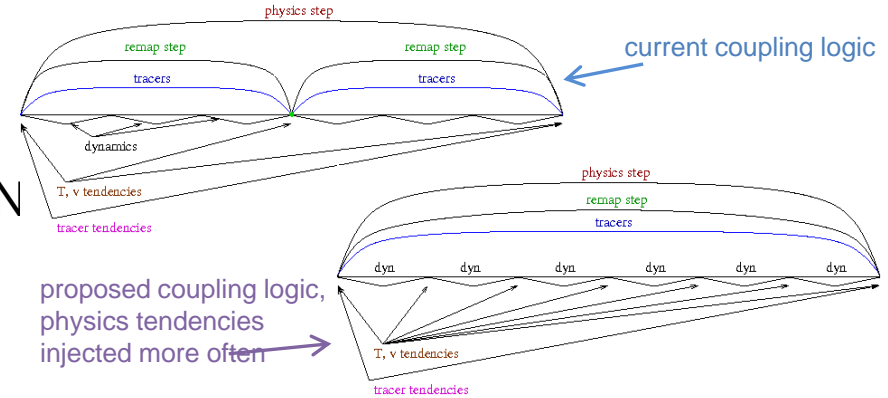 physics step
remap step
remap step
tracers
tracers
current coupling logic
dynamics
T, v tendencies
tracer tendencies
N
physics step
remap step
tracers
dyn dyn dyn dyn dyn dyn
proposed coupling logic,
physics tendencies
injected more often
T, v tendencies
tracer tendencies